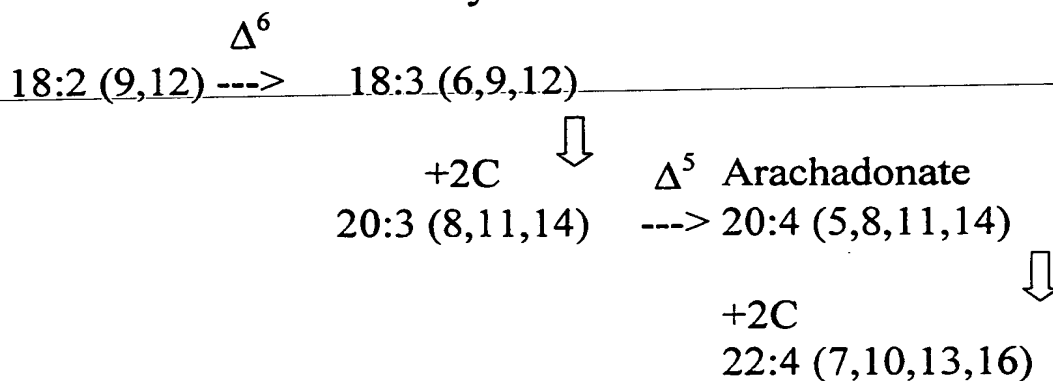 Δ⁶
18:2 (9,12) ---> 18:3 (6,9,12)
+2C Δ⁵ Arachadonate
20:3 (8,11,14) ---> 20:4 (5,8,11,14)
+2C
22:4 (7,10,13,16)